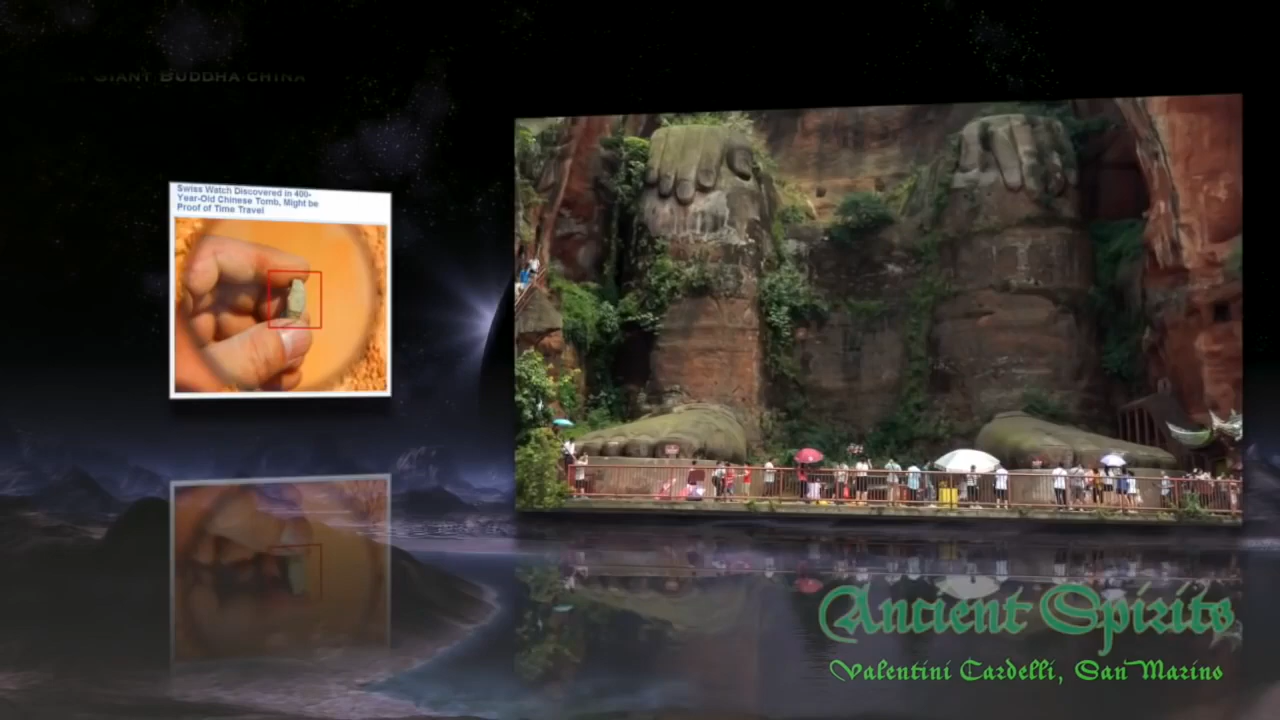 Giant Buddha China
Swiss Watch Discovered in 400-
Year-Old Chinese Tomb, Might be
Proof of Time Travel
Ancient Spirits
Valentini Cardelli, San Marino